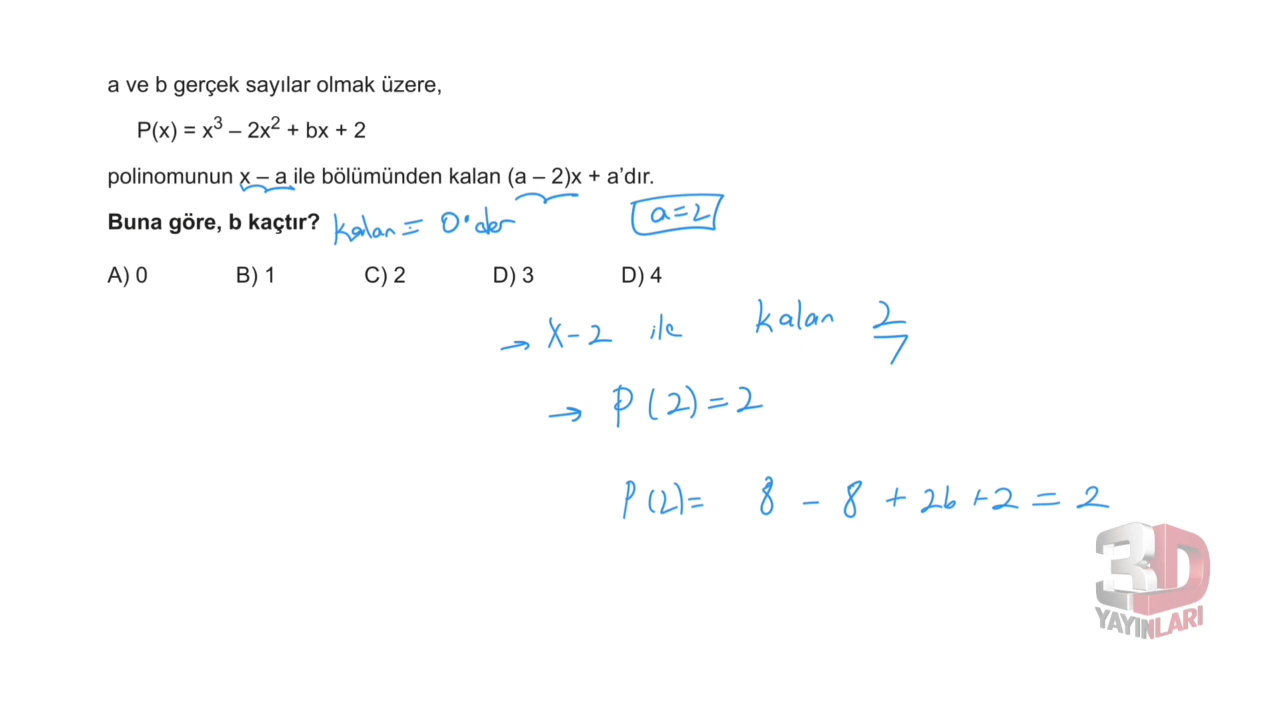 a ve b gerçek sayılar olmak üzere,
P(x) = x³ – 2x² + bx + 2
polinomunun x – a ile bölümünden kalan (a – 2)x + a'dır.
a=2
Buna göre, b kaçtır? kalan = 0.der
A) 0 B) 1 C) 2 D) 3 D) 4
→ x-2 ile kalan 2
→ P(2)=2
P(2)= 8 - 8 + 2b +2 = 2
3D
YAYINLARI